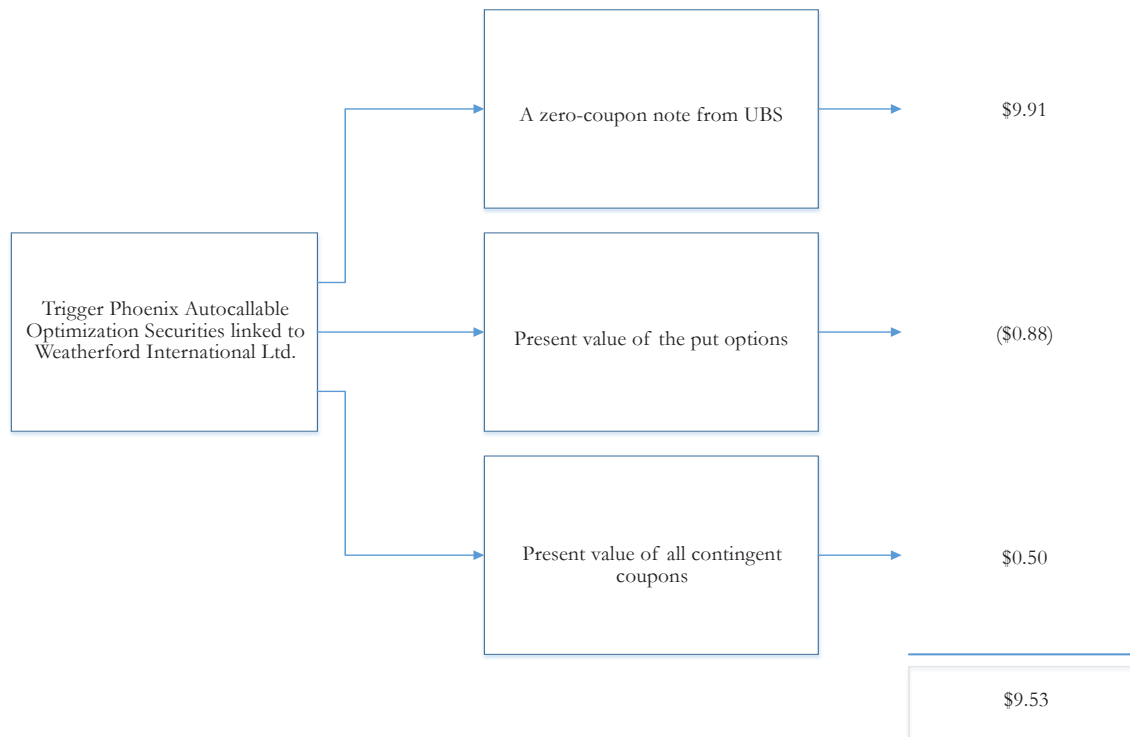 A zero-coupon note from UBS
$9.91
Trigger Phoenix Autocallable
Optimization Securities linked to
Weatherford International Ltd.
Present value of the put options
($0.88)
Present value of all contingent
coupons
$0.50
$9.53